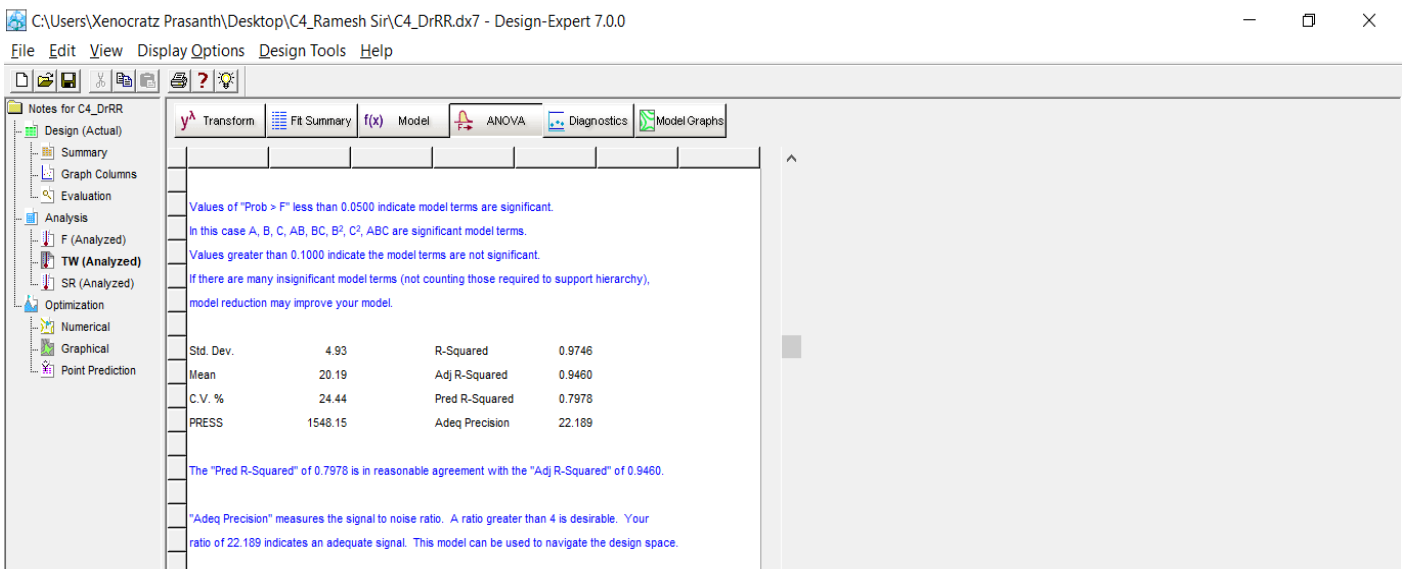 C:\Users\Xenocratz Prasanth\Desktop\C4_Ramesh Sir\C4_DrRR.dx7 - Design-Expert 7.0.0
File Edit View Display Options Design Tools Help
Notes for C4_DrRR
Design (Actual)
Summary
Graph Columns
Evaluation
Analysis
F (Analyzed)
TW (Analyzed)
SR (Analyzed)
Optimization
Numerical
Graphical
Point Prediction
yλ Transform Fit Summary f(x) Model ANOVA Diagnostics Model Graphs
Values of "Prob > F" less than 0.0500 indicate model terms are significant.
In this case A, B, C, AB, BC, B², C², ABC are significant model terms.
Values greater than 0.1000 indicate the model terms are not significant.
If there are many insignificant model terms (not counting those required to support hierarchy),
model reduction may improve your model.
Std. Dev. 4.93 R-Squared 0.9746
Mean 20.19 Adj R-Squared 0.9460
C.V. % 24.44 Pred R-Squared 0.7978
PRESS 1548.15 Adeq Precision 22.189
The "Pred R-Squared" of 0.7978 is in reasonable agreement with the "Adj R-Squared" of 0.9460.
"Adeq Precision" measures the signal to noise ratio. A ratio greater than 4 is desirable. Your
ratio of 22.189 indicates an adequate signal. This model can be used to navigate the design space.